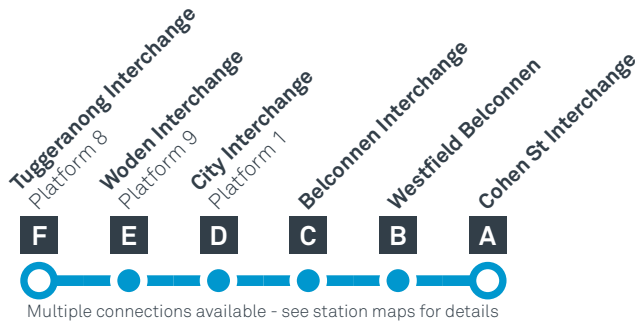 Tuggeranong Interchange
Platform 8
Woden Interchange
Platform 9
City Interchange
Platform 1
Belconnen Interchange
Westfield Belconnen
Cohen St Interchange
F E D C B A
Multiple connections available - see station maps for details